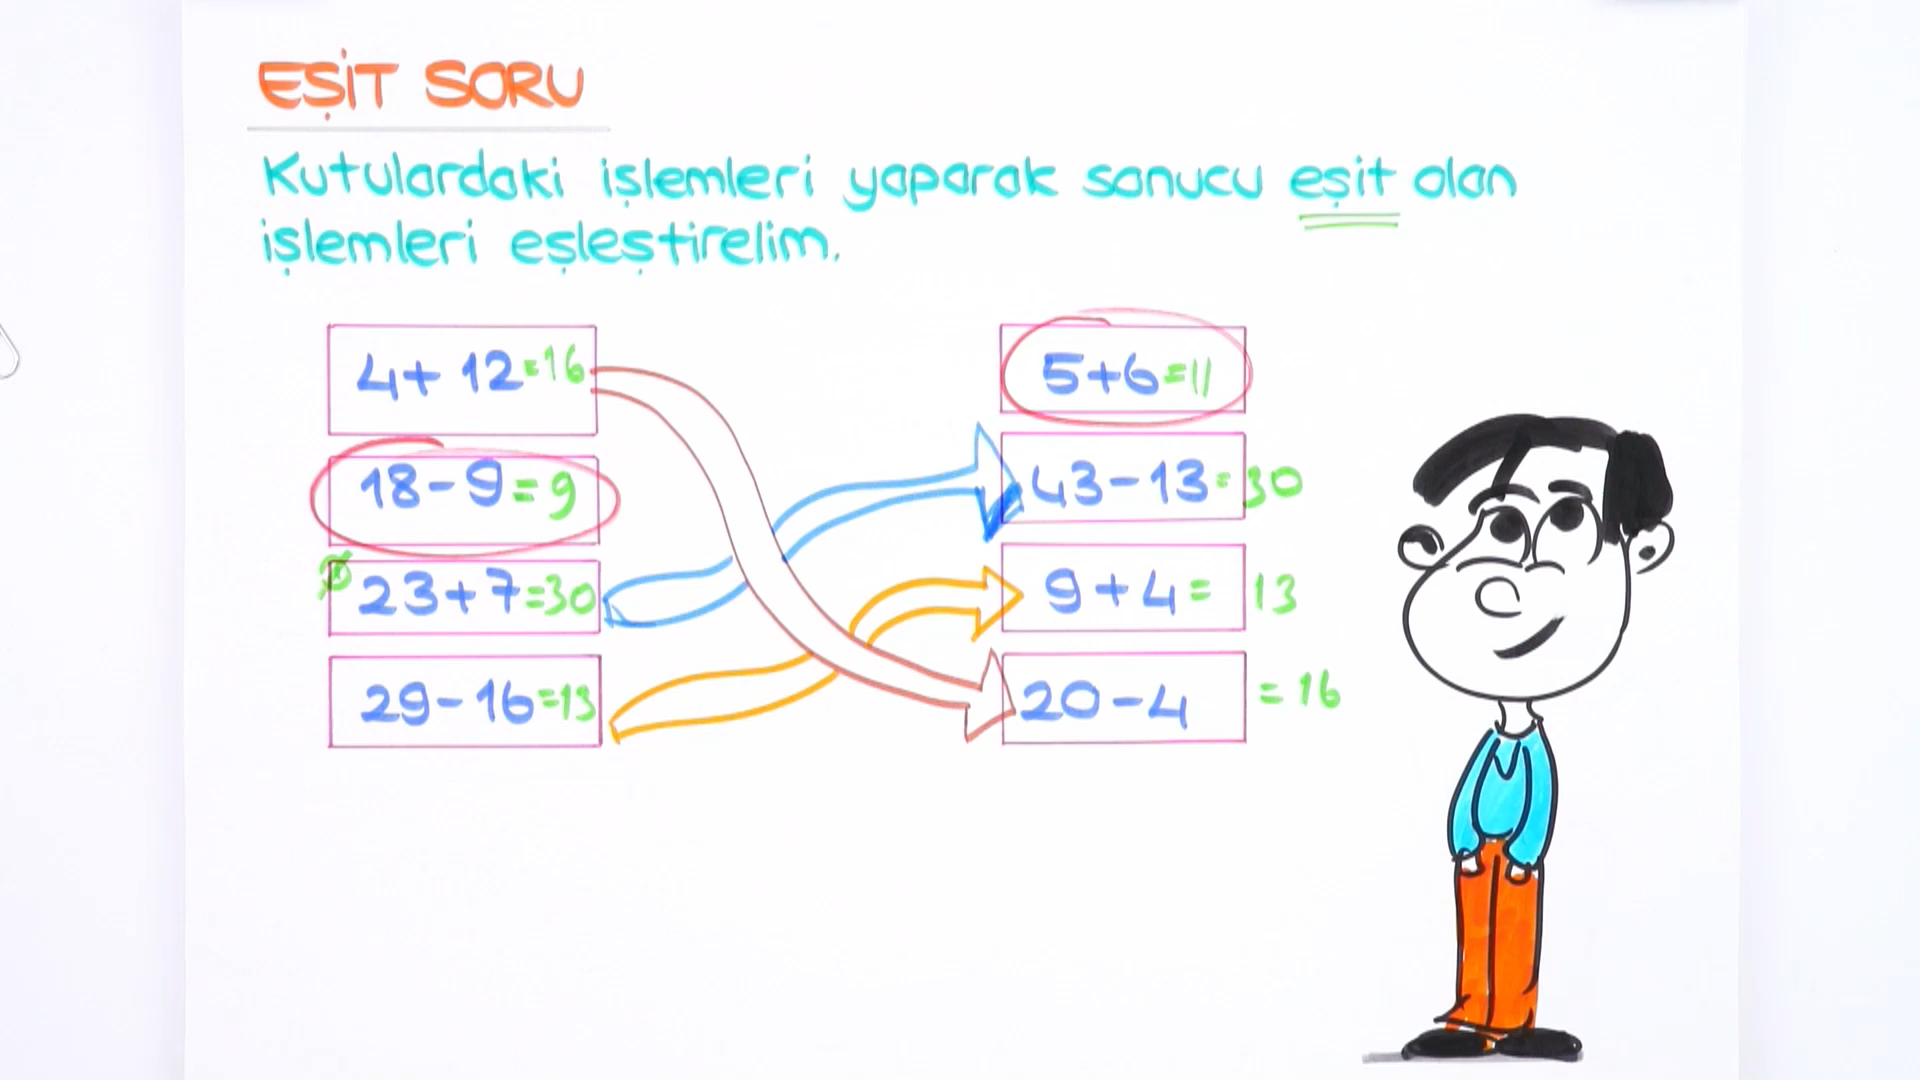 EŞİT SORU
Kutulardaki işlemleri yaparak sonucu eşit olan
işlemleri eşleştirelim.
4+12=16
5+6=11
18-9=9
43-13=30
23+7=30
9+4= 13
29-16=13
20-4 =16